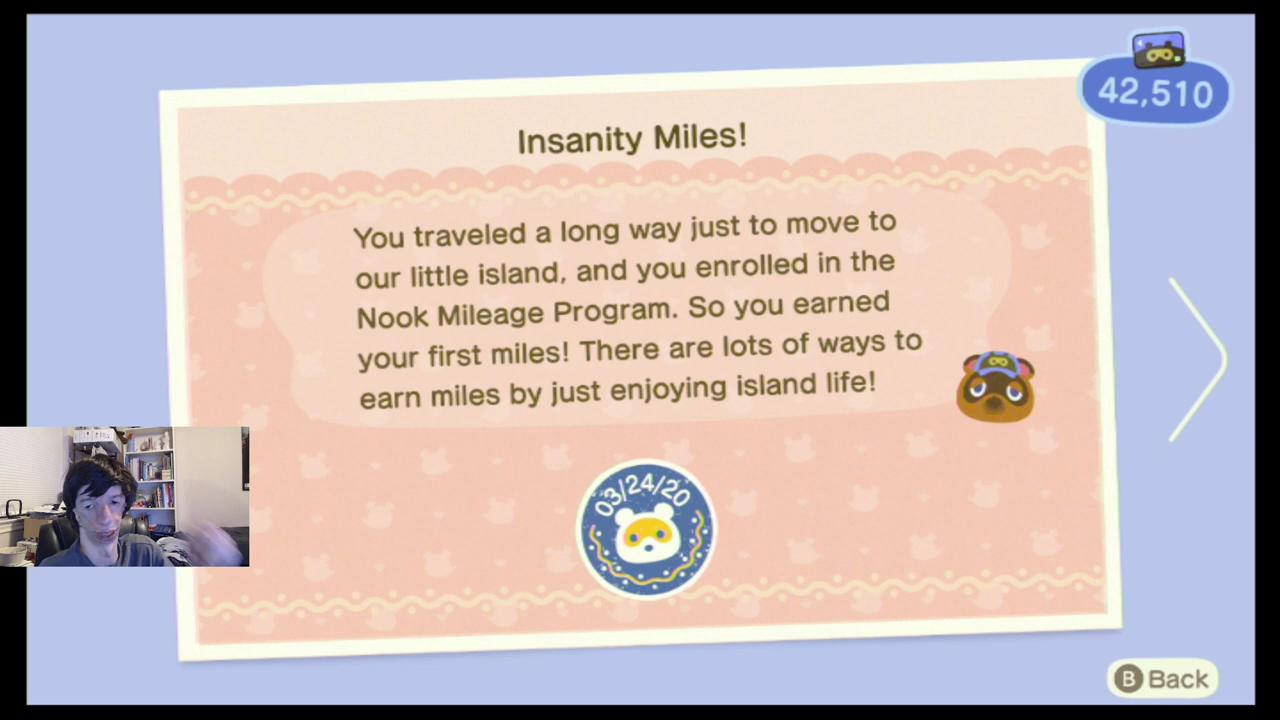 42,510
Insanity Miles!
You traveled a long way just to move to
our little island, and you enrolled in the
Nook Mileage Program. So you earned
your first miles! There are lots of ways to
earn miles by just enjoying island life!
03/24/20
B Back